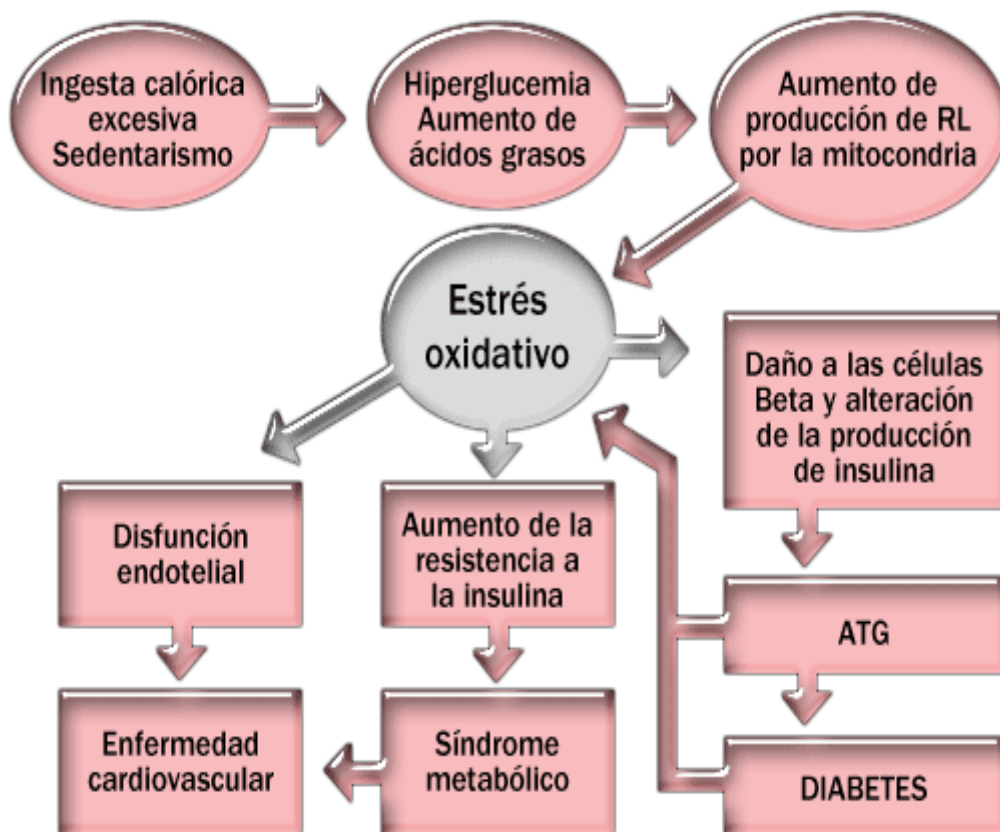 Ingesta calórica
excesiva
Sedentarismo
Hiperglucemia
Aumento de
ácidos grasos
Aumento de
producción de RL
por la mitocondria
Estrés
oxidativo
Daño a las células
Beta y alteración
de la producción
de insulina
Disfunción
endotelial
Aumento de la
resistencia a
la insulina
ATG
Enfermedad
cardiovascular
Síndrome
metabólico
DIABETES